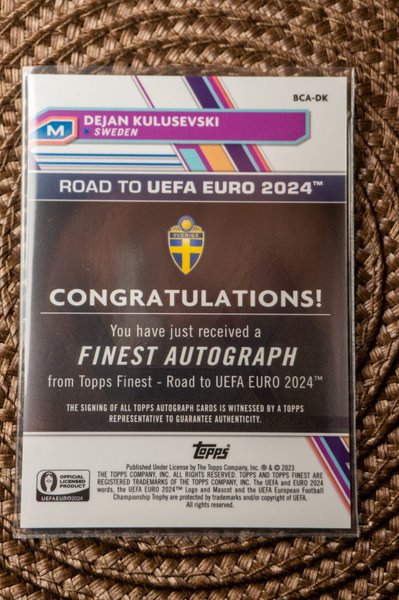 BCA-DK
M
DEJAN KULUSEVSKI
SWEDEN
ROAD TO UEFA EURO 2024™
SVERIGE
CONGRATULATIONS!
You have just received a
FINEST AUTOGRAPH
from Topps Finest - Road to UEFA EURO 2024™
THE SIGNING OF ALL TOPPS AUTOGRAPH CARDS IS WITNESSED BY A TOPPS
REPRESENTATIVE TO GUARANTEE AUTHENTICITY.
topps
OFFICIAL
LICENSED
PRODUCT
UEFA EURO2024
Published Under License by The Topps Company, Inc. ® & © 2023
THE TOPPS COMPANY, INC. ALL RIGHTS RESERVED. TOPPS AND TOPPS FINEST ARE
REGISTERED TRADEMARKS OF THE TOPPS COMPANY, INC. The UEFA and EURO 2024
words, the UEFA EURO 2024™ Logo and Mascot and the UEFA European Football
Championship Trophy are protected by trademarks and/or copyright of UEFA.
All rights reserved.